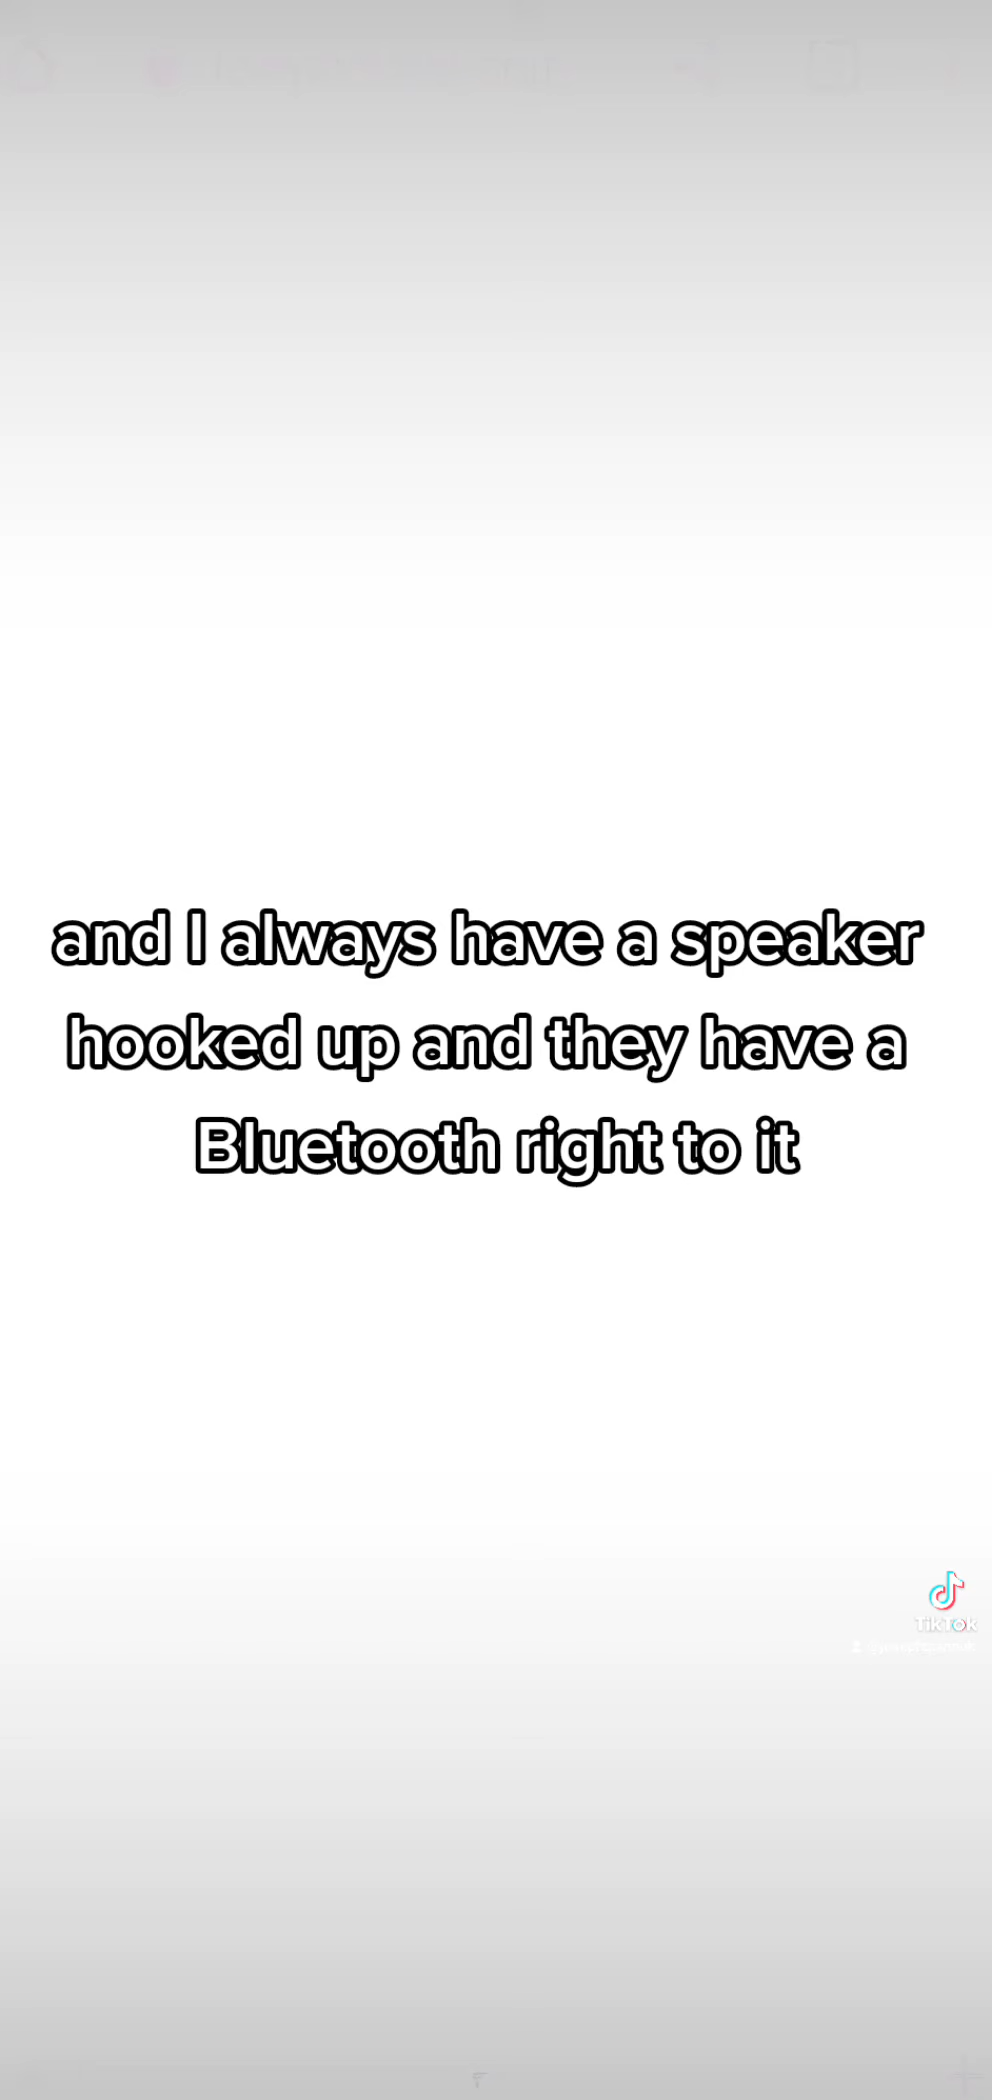 and I always have a speaker
hooked up and they have a
Bluetooth right to it
TikTok